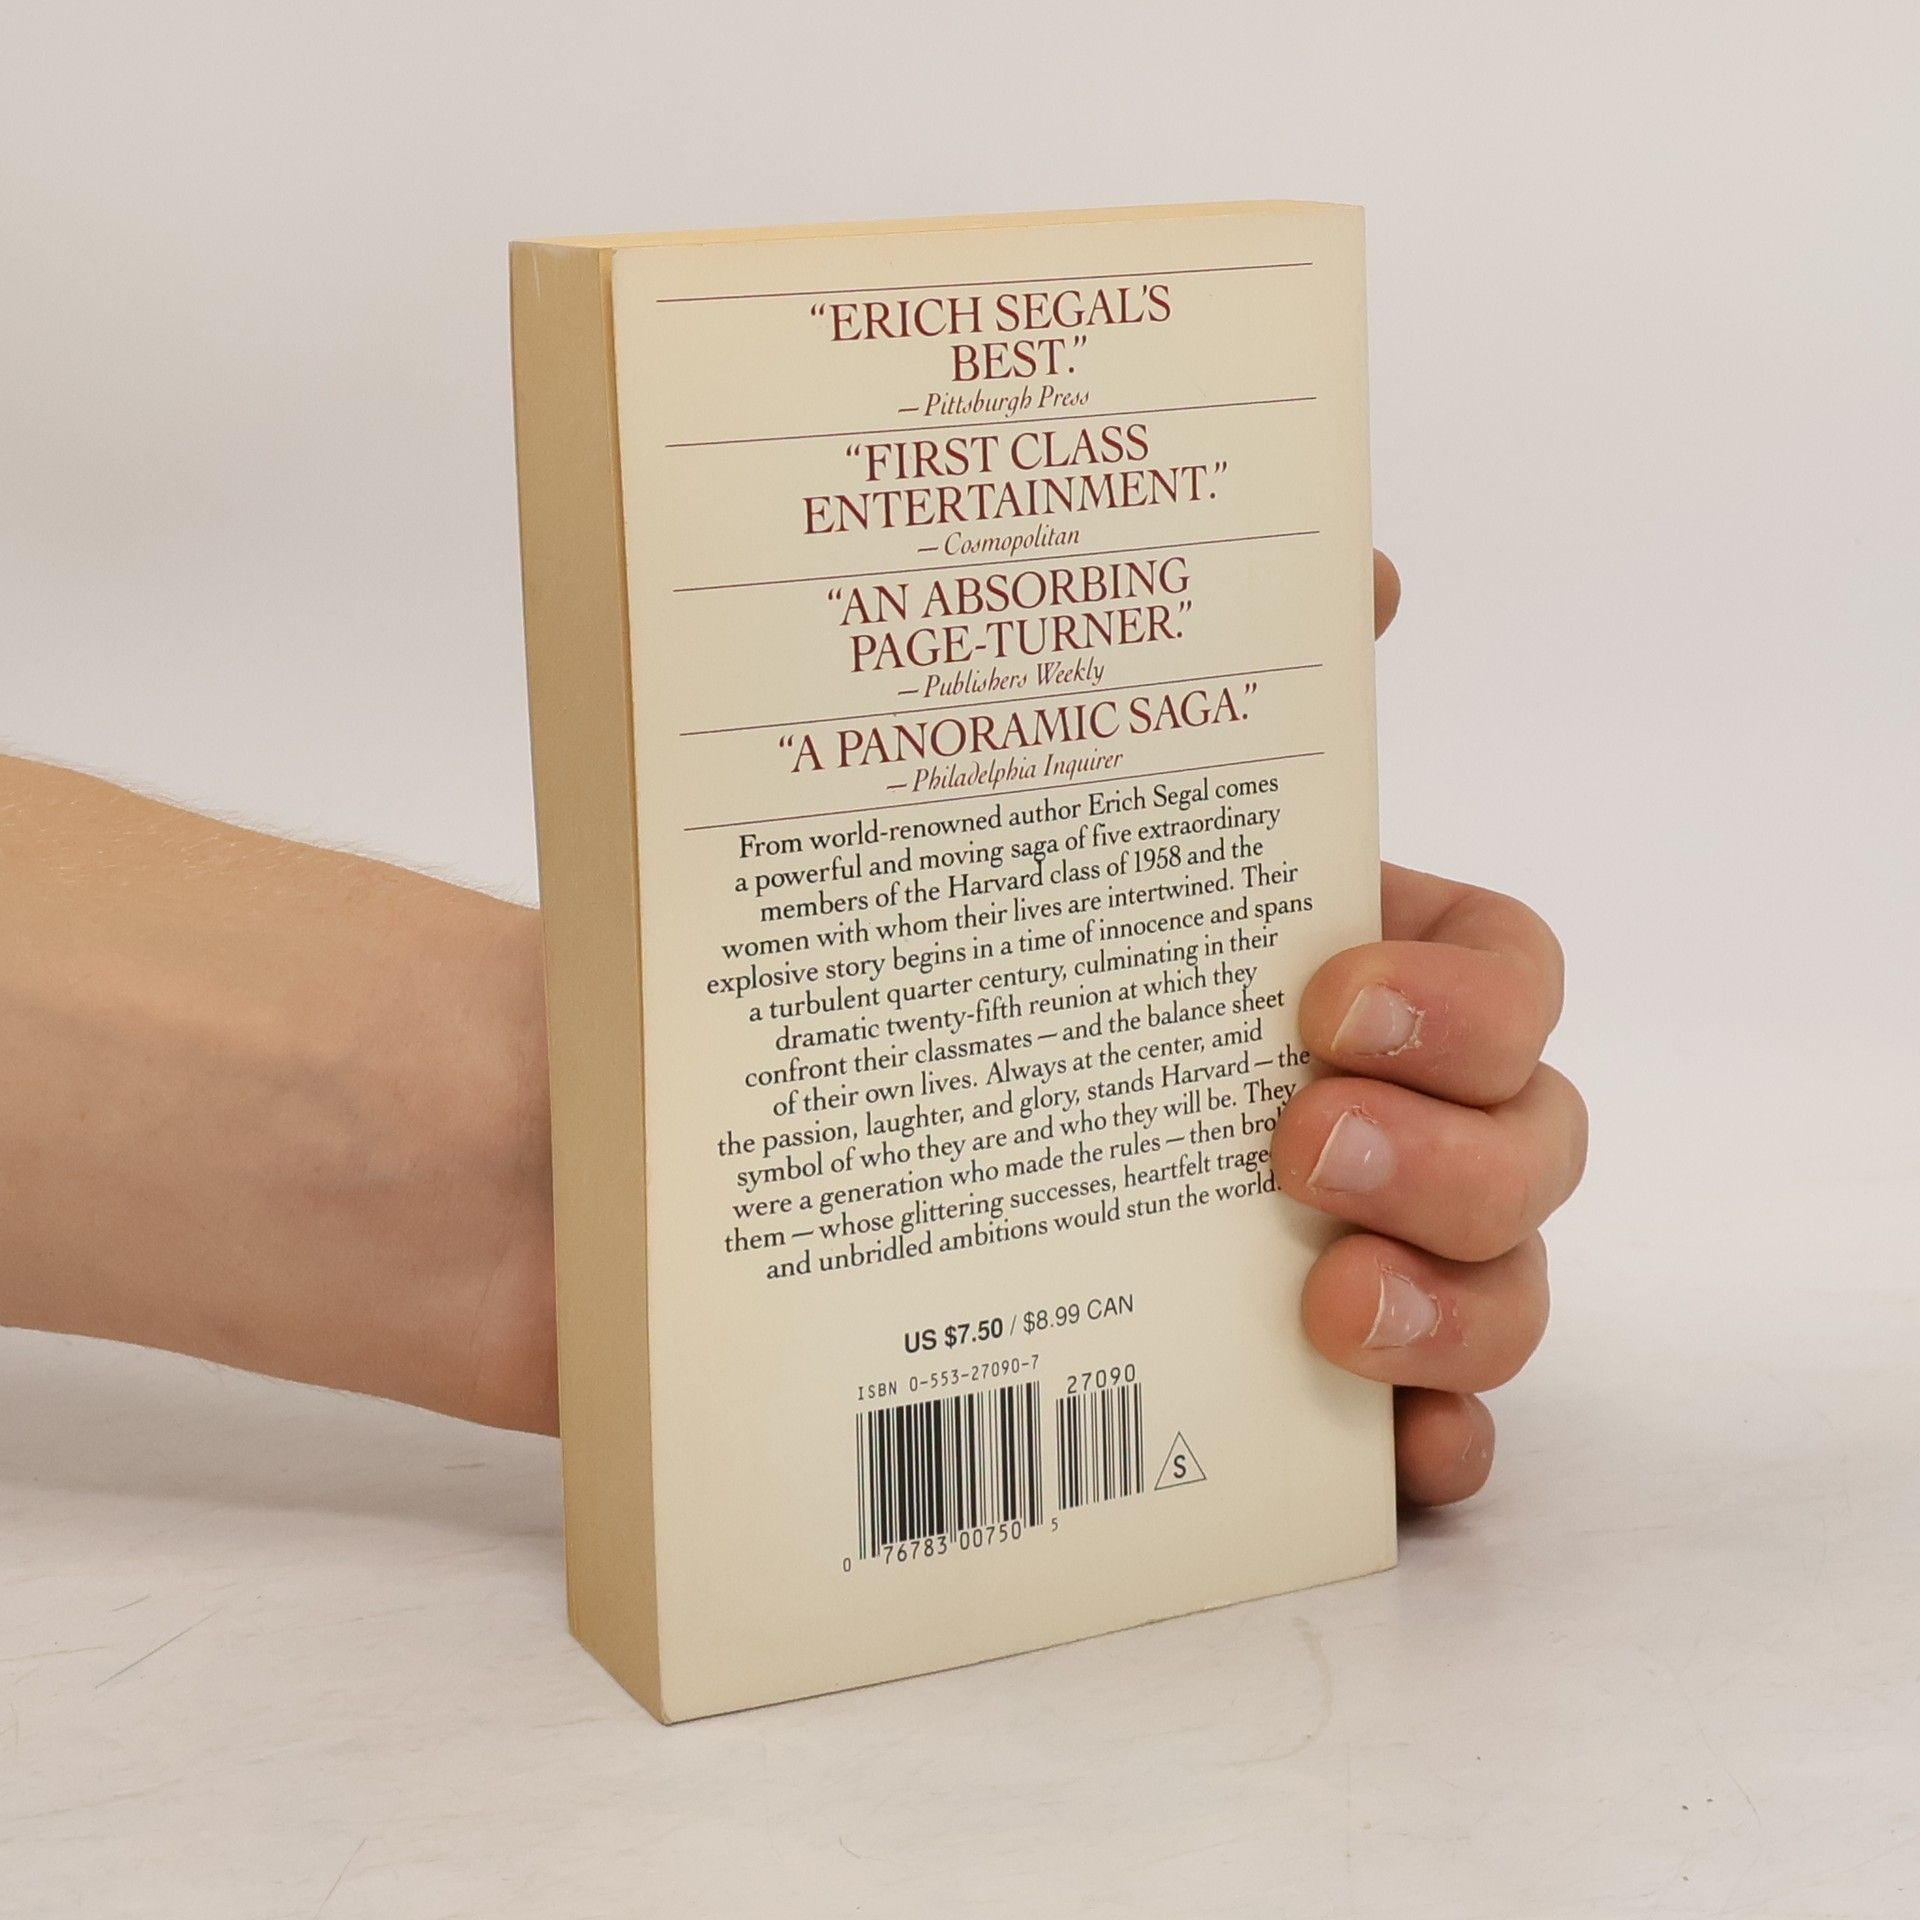 “ERICH SEGAL’S
BEST.”
— Pittsburgh Press
“FIRST CLASS
ENTERTAINMENT.”
— Cosmopolitan
“AN ABSORBING
PAGE-TURNER.”
— Publishers Weekly
“A PANORAMIC SAGA.”
— Philadelphia Inquirer
From world-renowned author Erich Segal comes
a powerful and moving saga of five extraordinary
members of the Harvard class of 1958 and the
women with whom their lives are intertwined. Their
explosive story begins in a time of innocence and spans
a turbulent quarter century, culminating in their
dramatic twenty-fifth reunion at which they
confront their classmates — and the balance sheet
of their own lives. Always at the center, amid
the passion, laughter, and glory, stands Harvard — the
symbol of who they are and who they will be. They
were a generation who made the rules — then
them — whose glittering successes, heartfelt
and unbridled ambitions would stun the world.
US $7.50 / $8.99 CAN
ISBN 0-553-27090-7
27090
0 76783 00750 5
S